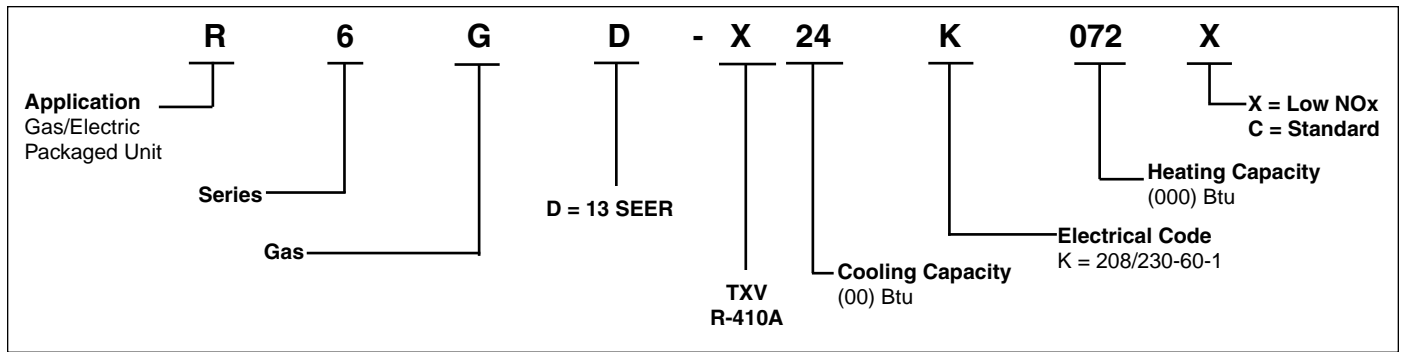 R 6 G D - X 24 K 072 X
Application
Gas/Electric
Packaged Unit
Series
Gas
D = 13 SEER
TXV
R-410A
Cooling Capacity
(00) Btu
Electrical Code
K = 208/230-60-1
Heating Capacity
(000) Btu
X = Low NOx
C = Standard